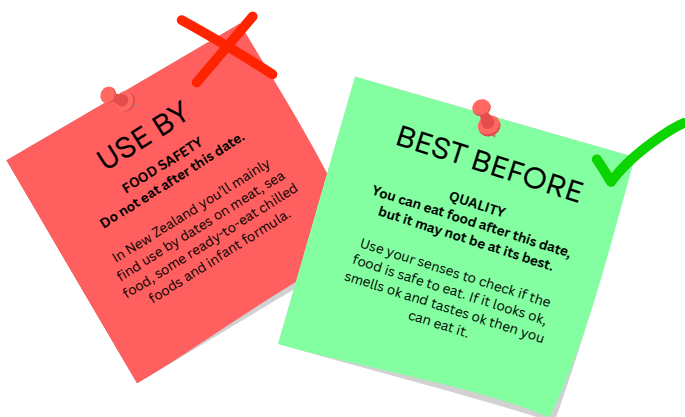 USE BY
FOOD SAFETY
Do not eat after this date.
In New Zealand you'll mainly
find use by dates on meat, sea
food, some ready-to-eat chilled
foods and infant formula.
BEST BEFORE
QUALITY
You can eat food after this date,
but it may not be at its best.
Use your senses to check if the
food is safe to eat. If it looks ok,
smells ok and tastes ok then you
can eat it.